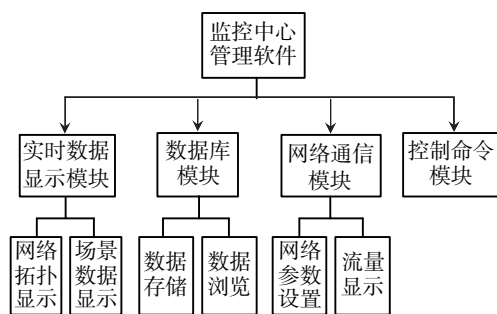 监控中心
管理软件
实时数据
显示模块
数据库
模块
网络通信
模块
控制命令
模块
网络
拓扑
显示
场景
数据
显示
数据
存储
数据
浏览
网络
参数
设置
流量
显示